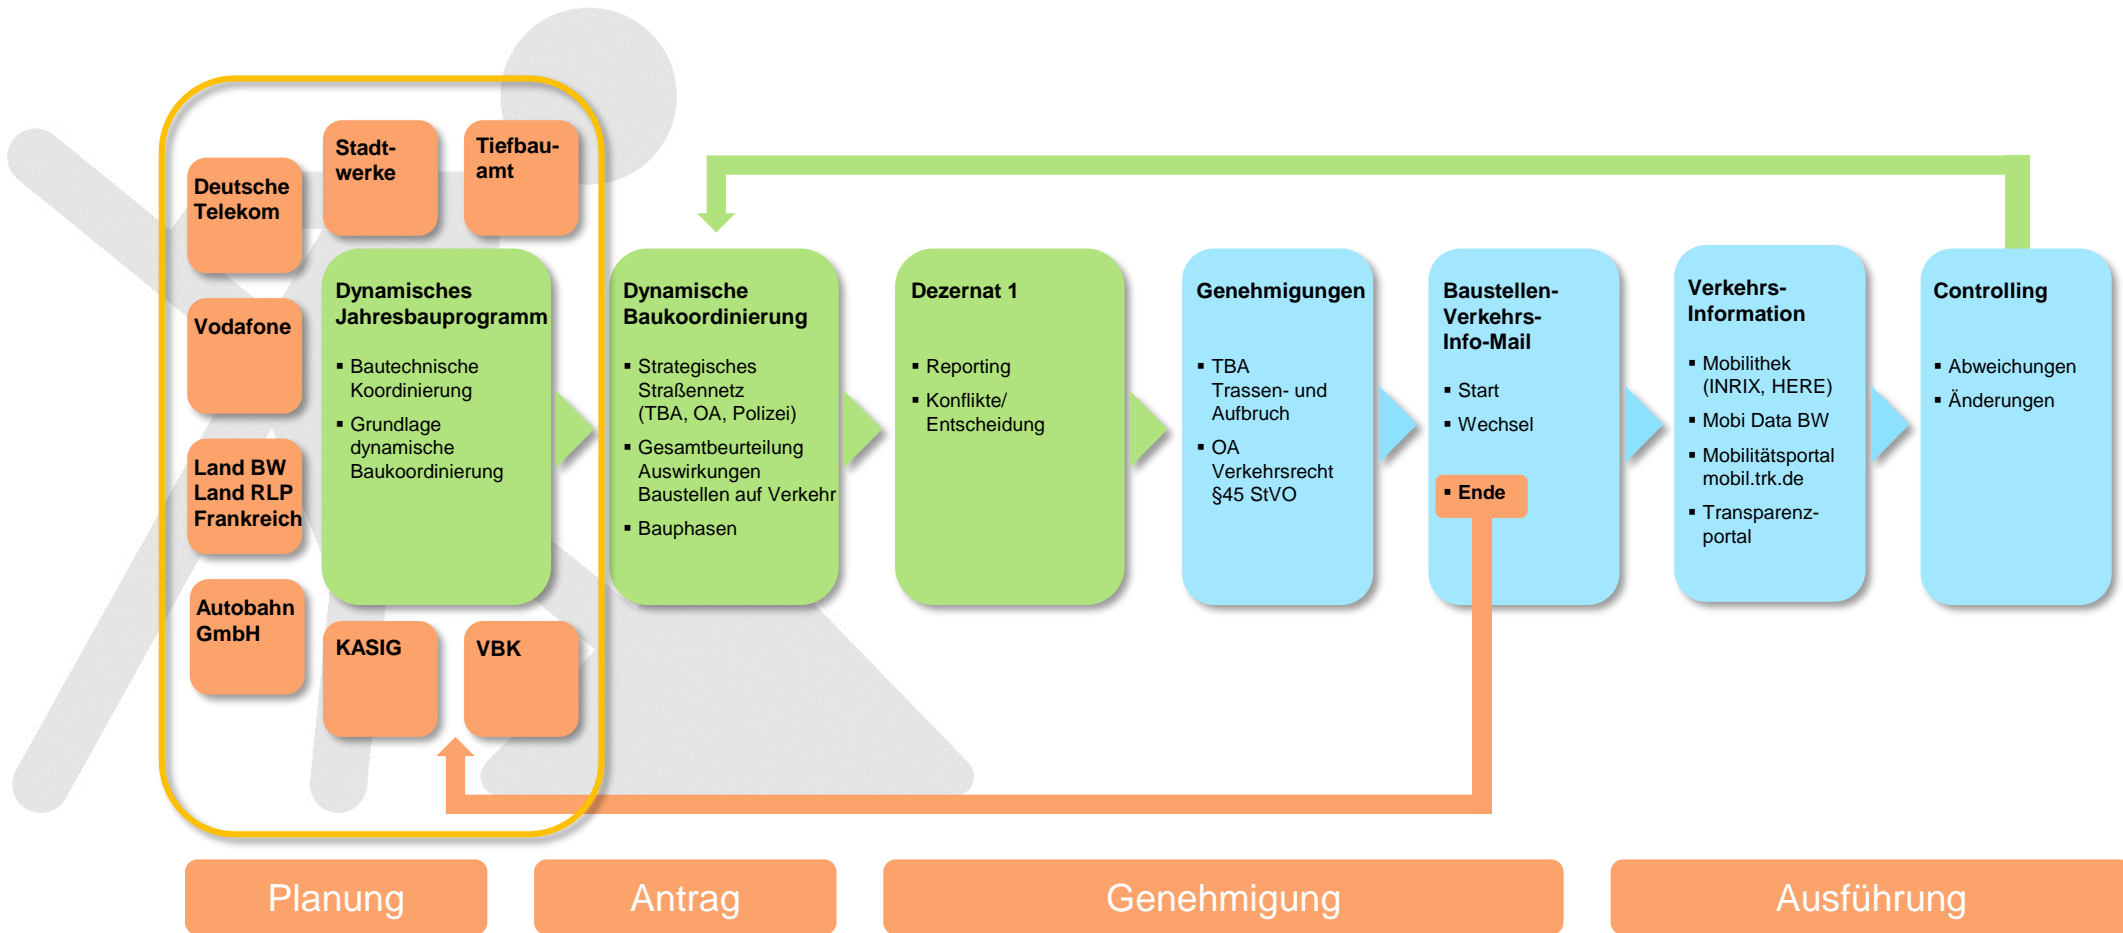 Deutsche
Telekom
Stadt-
werke
Tiefbau-
amt
Vodafone
Land BW
Land RLP
Frankreich
Autobahn
GmbH
KASIG
VBK
Dynamisches
Jahresbauprogramm
▪ Bautechnische
Koordinierung
▪ Grundlage
dynamische
Baukoordinierung
Dynamische
Baukoordinierung
▪ Strategisches
Straßennetz
(TBA, OA, Polizei)
▪ Gesamtbeurteilung
Auswirkungen
Baustellen auf Verkehr
▪ Bauphasen
Dezernat 1
▪ Reporting
▪ Konflikte/
Entscheidung
Genehmigungen
▪ TBA
Trassen- und
Aufbruch
▪ OA
Verkehrsrecht
§45 StVO
Baustellen-
Verkehrs-
Info-Mail
▪ Start
▪ Wechsel
▪ Ende
Verkehrs-
Information
▪ Mobilithek
(INRIX, HERE)
▪ Mobi Data BW
▪ Mobilitätsportal
mobil.trk.de
▪ Transparenz-
portal
Controlling
▪ Abweichungen
▪ Änderungen
Planung
Antrag
Genehmigung
Ausführung